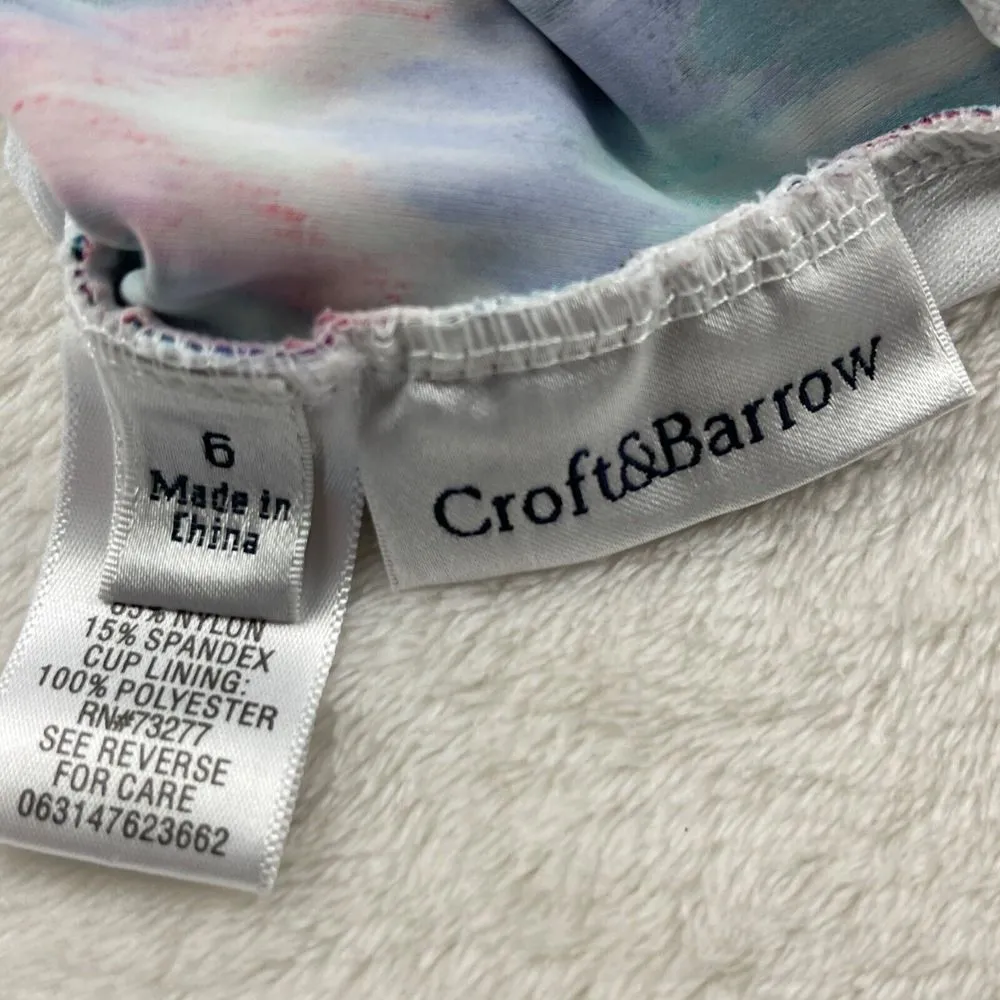 6
Made in
China
NYLON
15% SPANDEX
CUP LINING:
100% POLYESTER
RN#73277
SEE REVERSE
FOR CARE
063147623662
Croft&Barrow